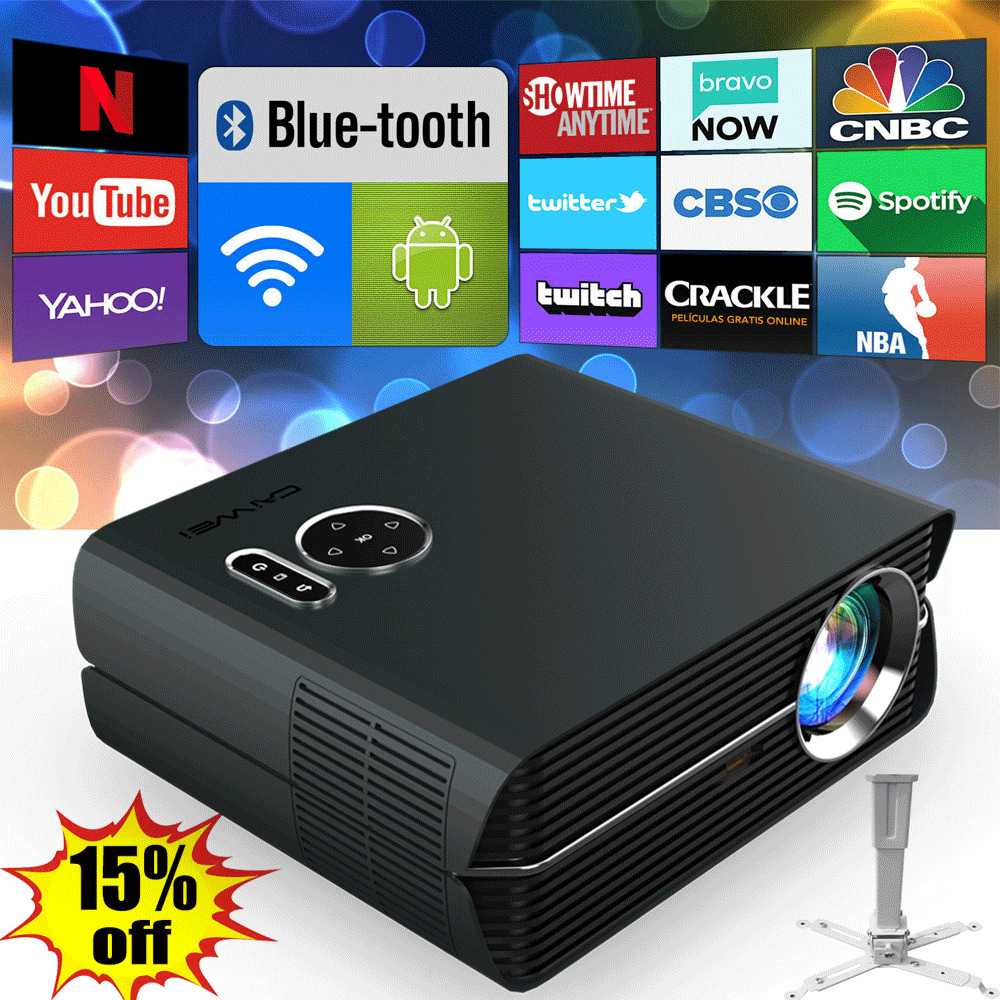 N
YouTube
YAHOO!
Blue-tooth
SHOWTIME
ANYTIME
bravo
NOW
CNBC
twitter
CBS
Spotify
twitch
CRACKLE
PELÍCULAS GRATIS ONLINE
NBA
CAIWEI
OK
15%
off